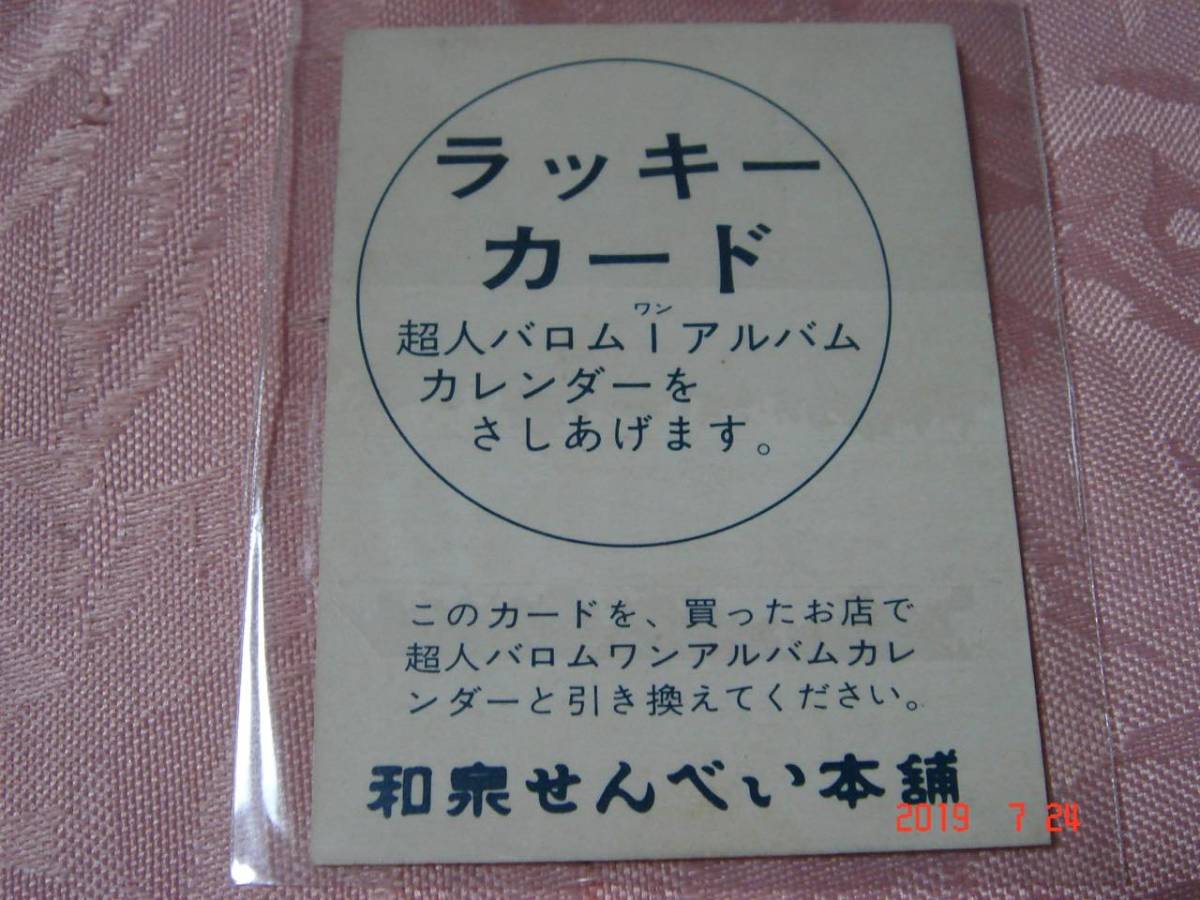 ラッキー
カード
ワン
超人バロム1アルバム
カレンダーを
さしあげます。
このカードを、買ったお店で
超人バロムワンアルバムカレ
ンダーと引き換えてください。
和泉せんべい本舗
2019 7 24